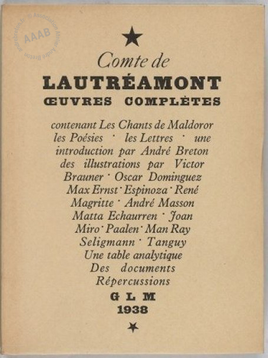 AAAB
Comte de
LAUTRÉAMONT
ŒUVRES COMPLÈTES
contenant Les Chants de Maldoror
les Poésies · les Lettres · une
introduction par André Breton
des illustrations par Victor
Brauner · Oscar Dominguez
Max Ernst · Espinoza · René
Magritte · André Masson
Matta Echaurren · Joan
Miro · Paalen · Man Ray
Seligmann · Tanguy
Une table analytique
Des documents
Répercussions
G L M
1938